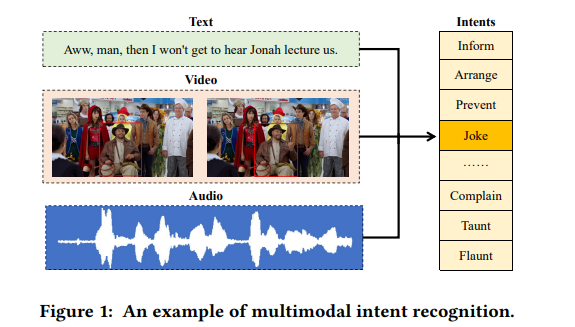 Text
Aww, man, then I won't get to hear Jonah lecture us.
Video
Audio
Intents
Inform
Arrange
Prevent
Joke
......
Complain
Taunt
Flaunt
Figure 1: An example of multimodal intent recognition.